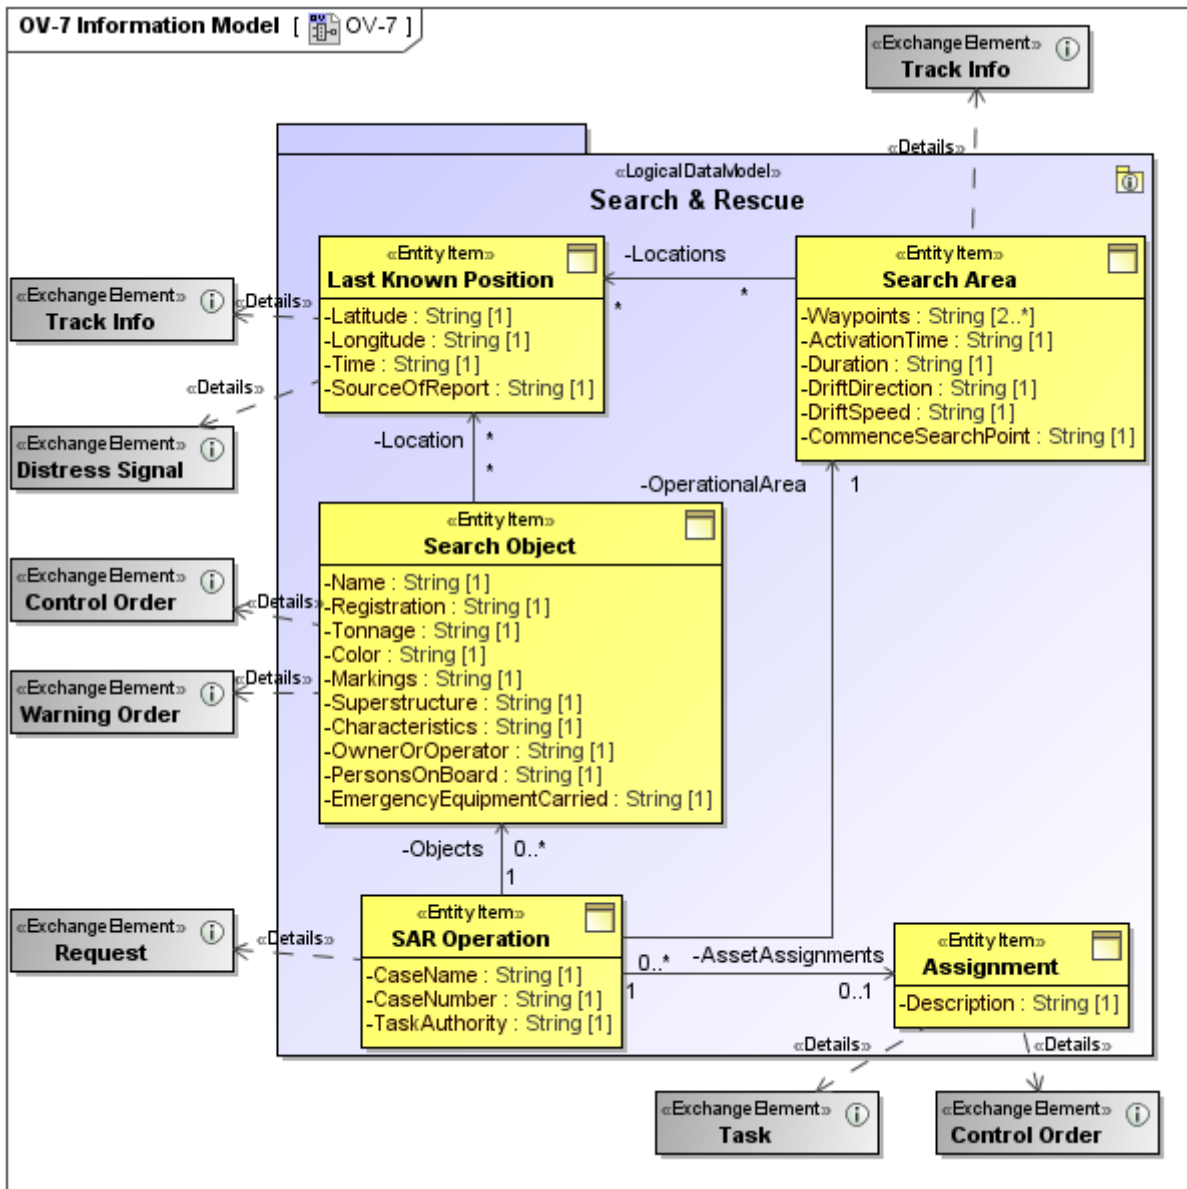 OV-7 Information Model [ OV-7 ]
«ExchangeElement»
Track Info
«Details»
«LogicalDataModel»
Search & Rescue
«EntityItem»
Last Known Position
-Latitude : String [1]
-Longitude : String [1]
-Time : String [1]
-SourceOfReport : String [1]
-Locations
*
*
«EntityItem»
Search Area
-Waypoints : String [2..*]
-ActivationTime : String [1]
-Duration : String [1]
-DriftDirection : String [1]
-DriftSpeed : String [1]
-CommenceSearchPoint : String [1]
«ExchangeElement»
Track Info
«Details»
«Details»
«ExchangeElement»
Distress Signal
-Location
*
*
-OperationalArea
1
«EntityItem»
Search Object
-Name : String [1]
-Registration : String [1]
-Tonnage : String [1]
-Color : String [1]
-Markings : String [1]
-Superstructure : String [1]
-Characteristics : String [1]
-OwnerOrOperator : String [1]
-PersonsOnBoard : String [1]
-EmergencyEquipmentCarried : String [1]
«ExchangeElement»
Control Order
«Details»
«ExchangeElement»
Warning Order
«Details»
-Objects
0..*
1
«EntityItem»
SAR Operation
-CaseName : String [1]
-CaseNumber : String [1]
-TaskAuthority : String [1]
«ExchangeElement»
Request
«Details»
0..*
-AssetAssignments
1
0..1
«EntityItem»
Assignment
-Description : String [1]
«Details»
«Details»
«ExchangeElement»
Task
«ExchangeElement»
Control Order